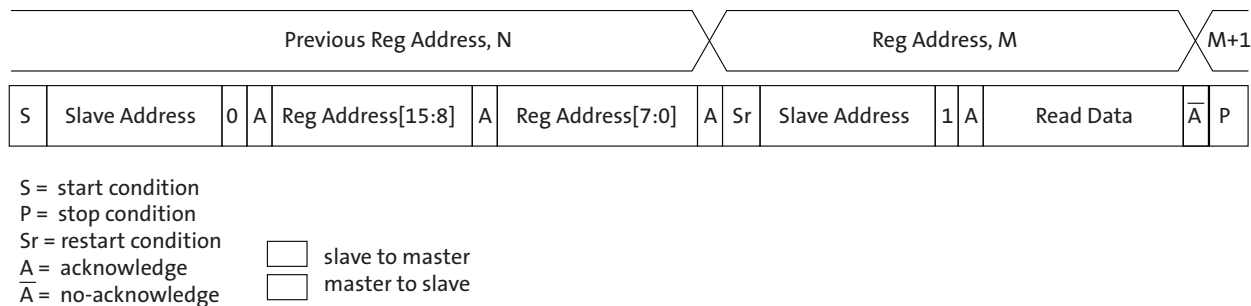 Previous Reg Address, N Reg Address, M M+1
S Slave Address 0 A Reg Address[15:8] A Reg Address[7:0] A Sr Slave Address 1 A Read Data A̅ P
S = start condition
P = stop condition
Sr = restart condition
A = acknowledge
A̅ = no-acknowledge
slave to master
master to slave